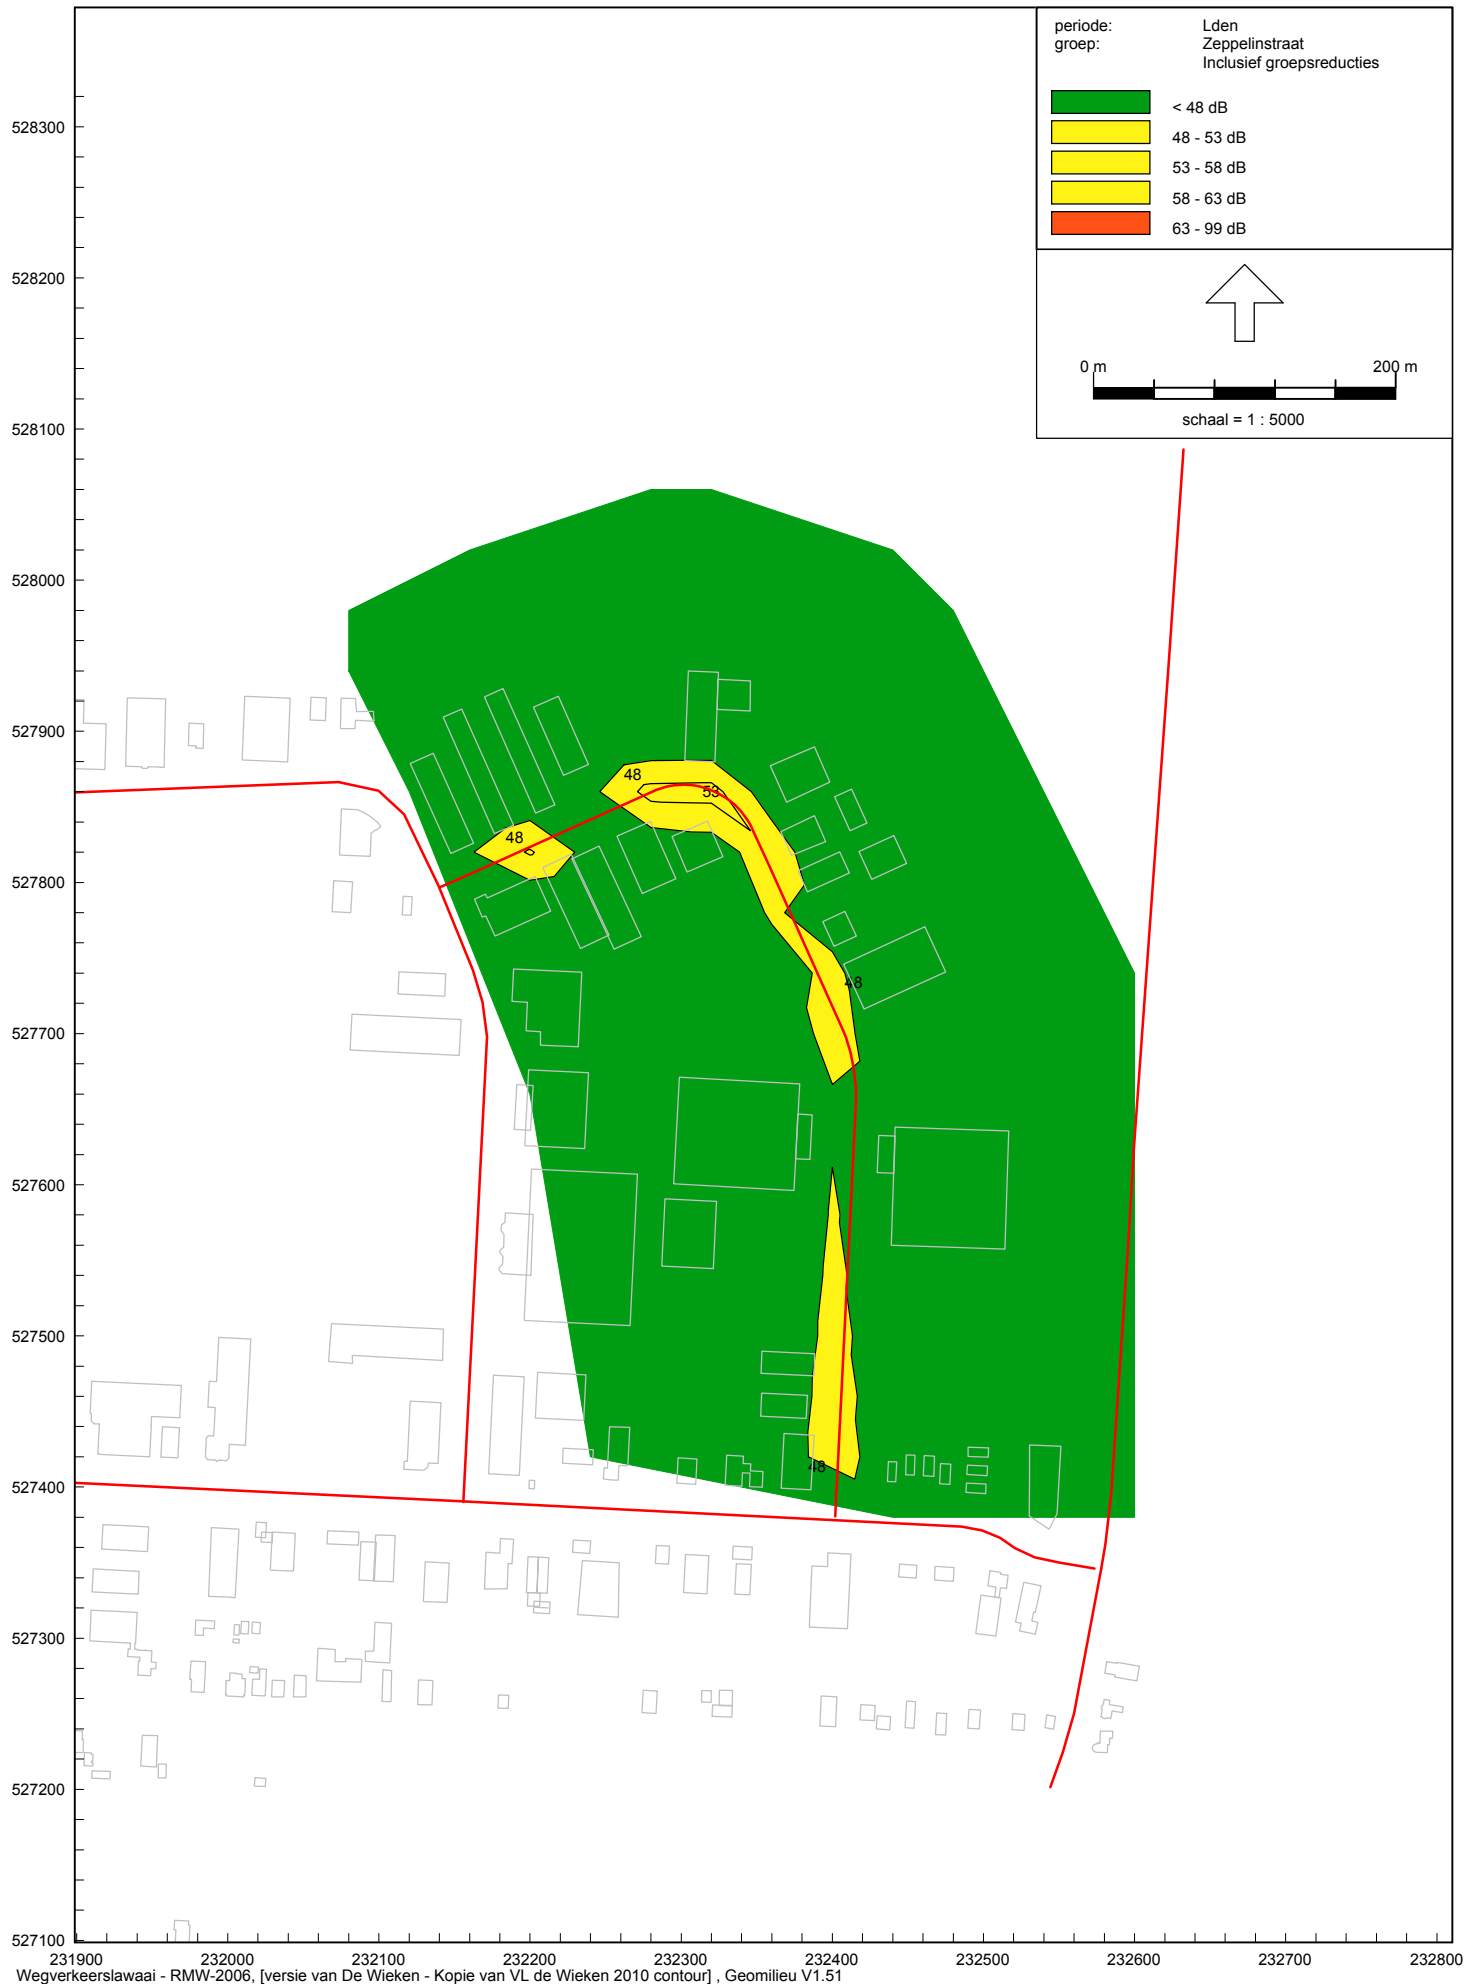 periode: Lden
groep: Zeppelinstraat
Inclusief groepsreducties
< 48 dB
48 - 53 dB
53 - 58 dB
58 - 63 dB
63 - 99 dB
0 m 200 m
schaal = 1 : 5000
528300
528200
528100
528000
527900
48
53
48
527800
48
527700
527600
527500
48
527400
527300
527200
527100
231900 232000 232100 232200 232300 232400 232500 232600 232700 232800
Wegverkeerslawaai - RMW-2006, [versie van De Wieken - Kopie van VL de Wieken 2010 contour] , Geomilieu V1.51